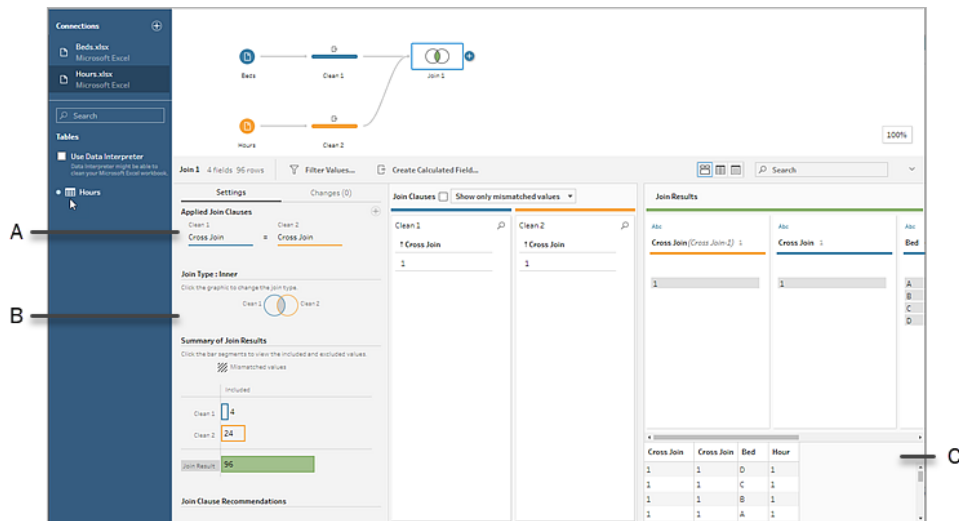 Connections
Beds.xlsx
Microsoft Excel
Hours.xlsx
Microsoft Excel
Search
Tables
Use Data Interpreter
Data Interpreter might be able to
clean your Microsoft Excel workbook.
Hours
Beds
Clean 1
Join 1
Hours
Clean 2
100%
Join 1 4 fields 96 rows
Filter Values...
Create Calculated Field...
Search
Settings
Changes (0)
Applied Join Clauses
Clean 1 Clean 2
Cross Join = Cross Join
Join Type : Inner
Click the graphic to change the join type.
Clean 1 Clean 2
Summary of Join Results
Click the bar segments to view the included and excluded values.
Mismatched values
Included
Clean 1 4
Clean 2 24
Join Result 96
Join Clause Recommendations
Join Clauses Show only mismatched values
Clean 1
Cross Join
1
Clean 2
Cross Join
1
Join Results
Abc
Cross Join (Cross Join-1) 1
1
Abc
Cross Join 1
1
Abc
Bed
A
B
C
D
Cross Join Cross Join Bed Hour
1 1 D 1
1 1 C 1
1 1 B 1
1 1 A 1
A
B
C